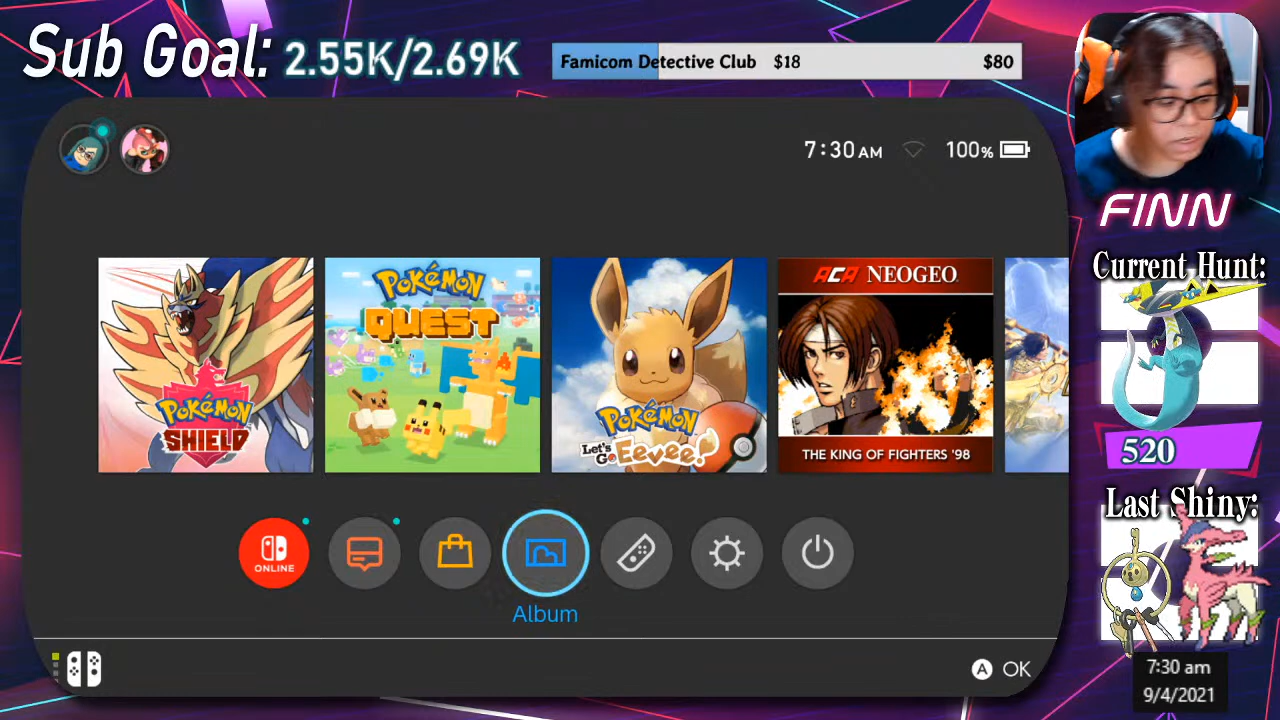 Sub Goal: 2.55K/2.69K
Famicom Detective Club $18 $80
7:30 AM 100%
FINN
Current Hunt:
520
Last Shiny:
POKéMON
SHIELD
POKéMON
QUEST
POKéMON
Let's Go Eevee!
ACA NEOGEO
THE KING OF FIGHTERS '98
ONLINE
Album
A OK
7:30 am
9/4/2021